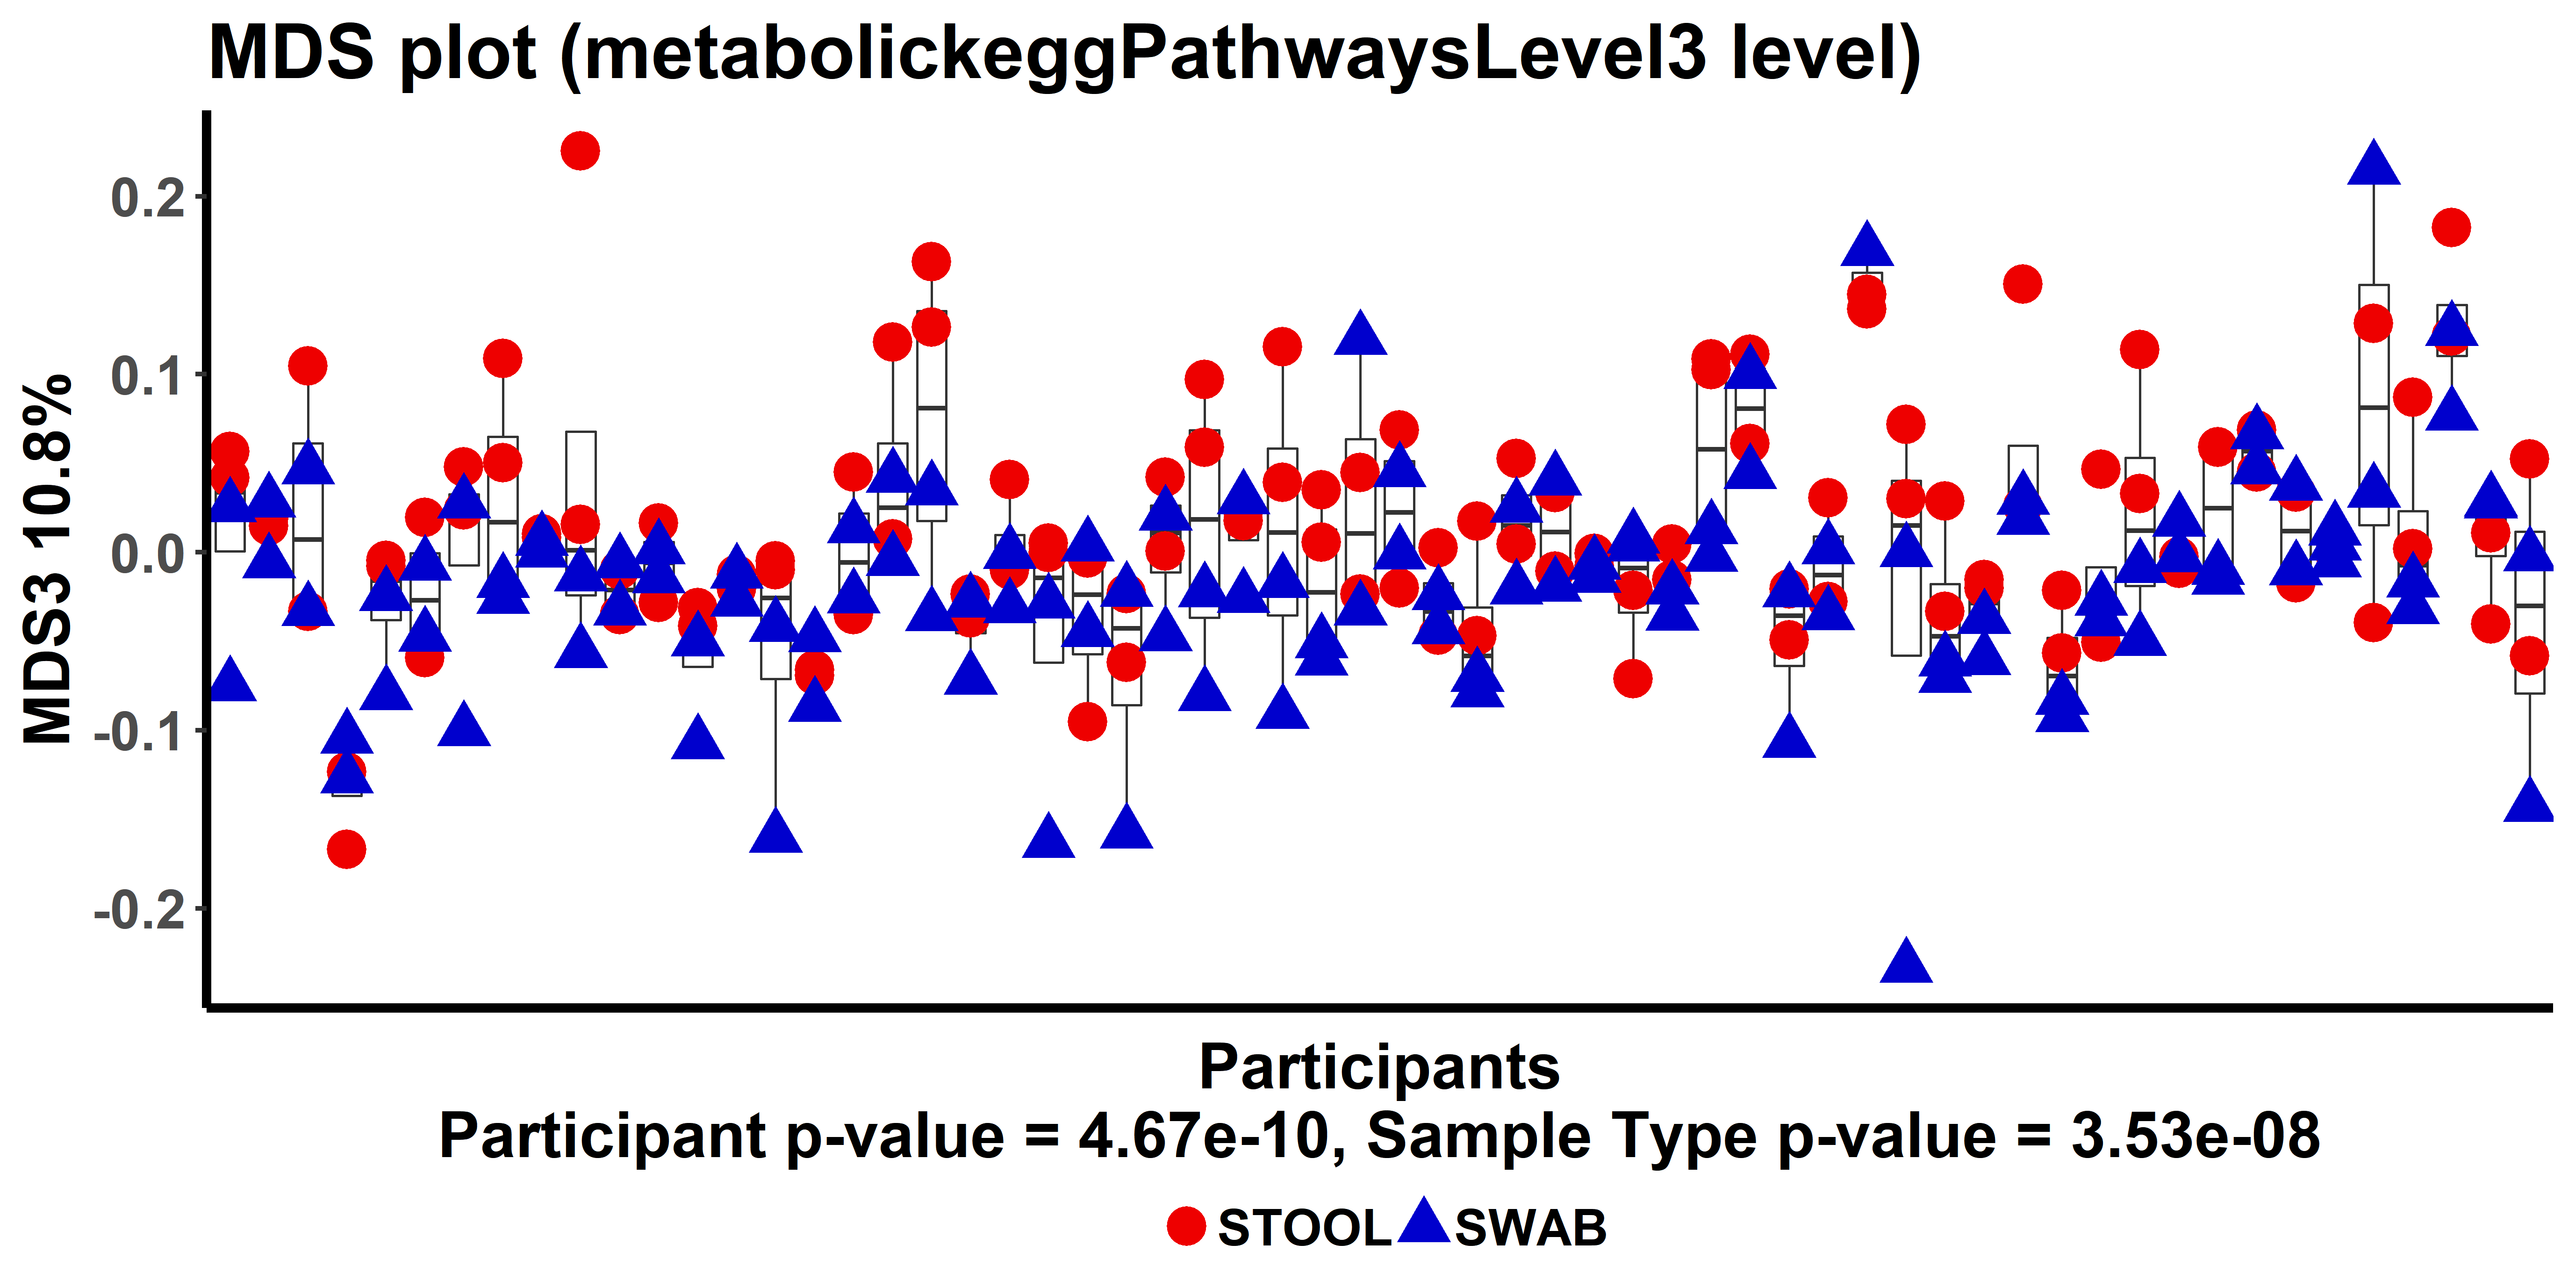 MDS plot (metabolickeggPathwaysLevel3 level)
MDS3 10.8%
0.2
0.1
0.0
-0.1
-0.2
Participants
Participant p-value = 4.67e-10, Sample Type p-value = 3.53e-08
STOOL SWAB